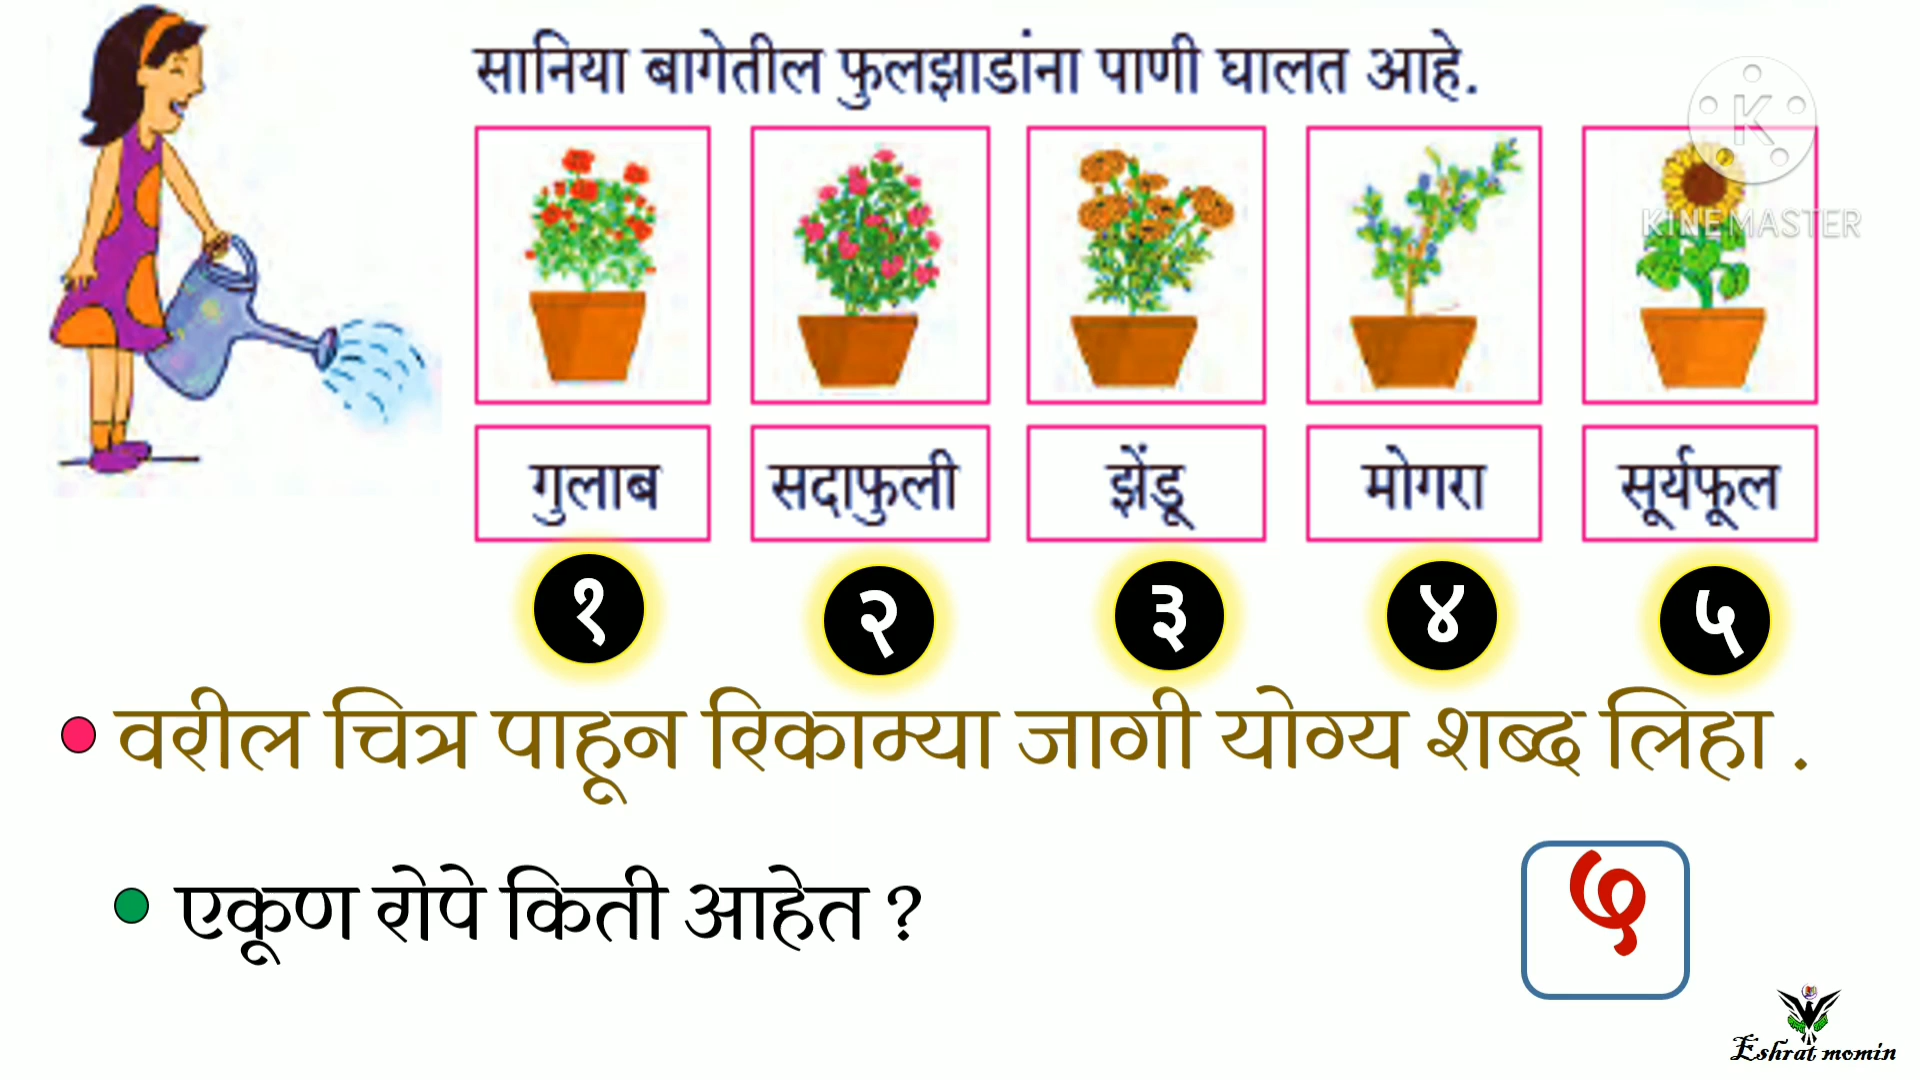 सानिया बागेतील फुलझाडांना पाणी घालत आहे.
K
KINEMASTER
गुलाब सदाफुली झेंडू मोगरा सूर्यफूल
१ २ ३ ४ ५
वरील चित्र पाहून रिकाम्या जागी योग्य शब्द लिहा .
एकूण रोपे किती आहेत ? ५
Eshrat momin